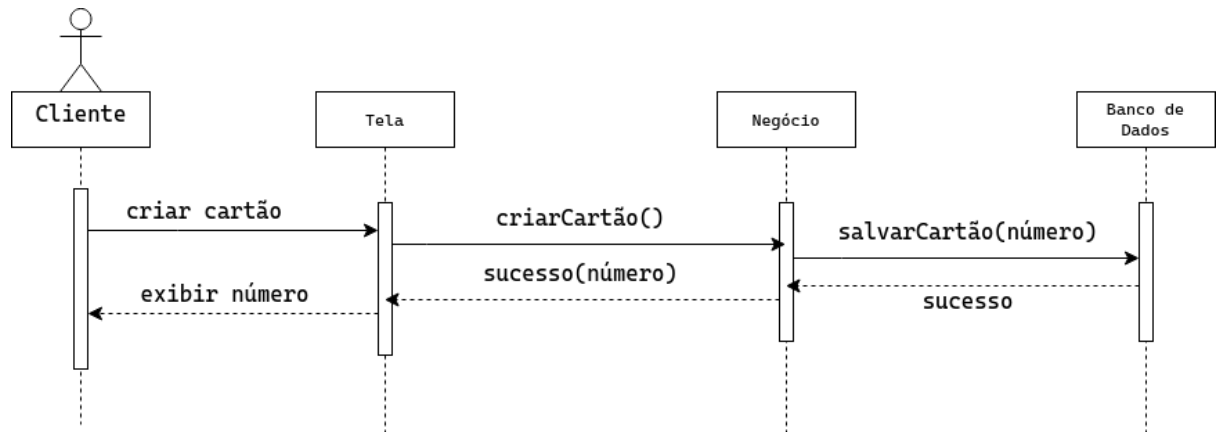 Cliente
Tela
Negócio
Banco de
Dados
criar cartão
criarCartão()
salvarCartão(número)
sucesso(número)
exibir número
sucesso